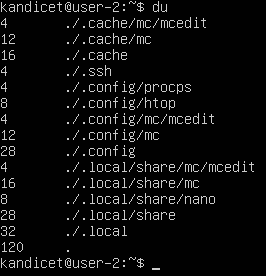 kandicet@user-2:~$ du
4 ./.cache/mc/mcedit
12 ./.cache/mc
16 ./.cache
4 ./.ssh
4 ./.config/procps
8 ./.config/htop
4 ./.config/mc/mcedit
12 ./.config/mc
28 ./.config
4 ./.local/share/mc/mcedit
16 ./.local/share/mc
8 ./.local/share/nano
28 ./.local/share
32 ./.local
120 .
kandicet@user-2:~$ _